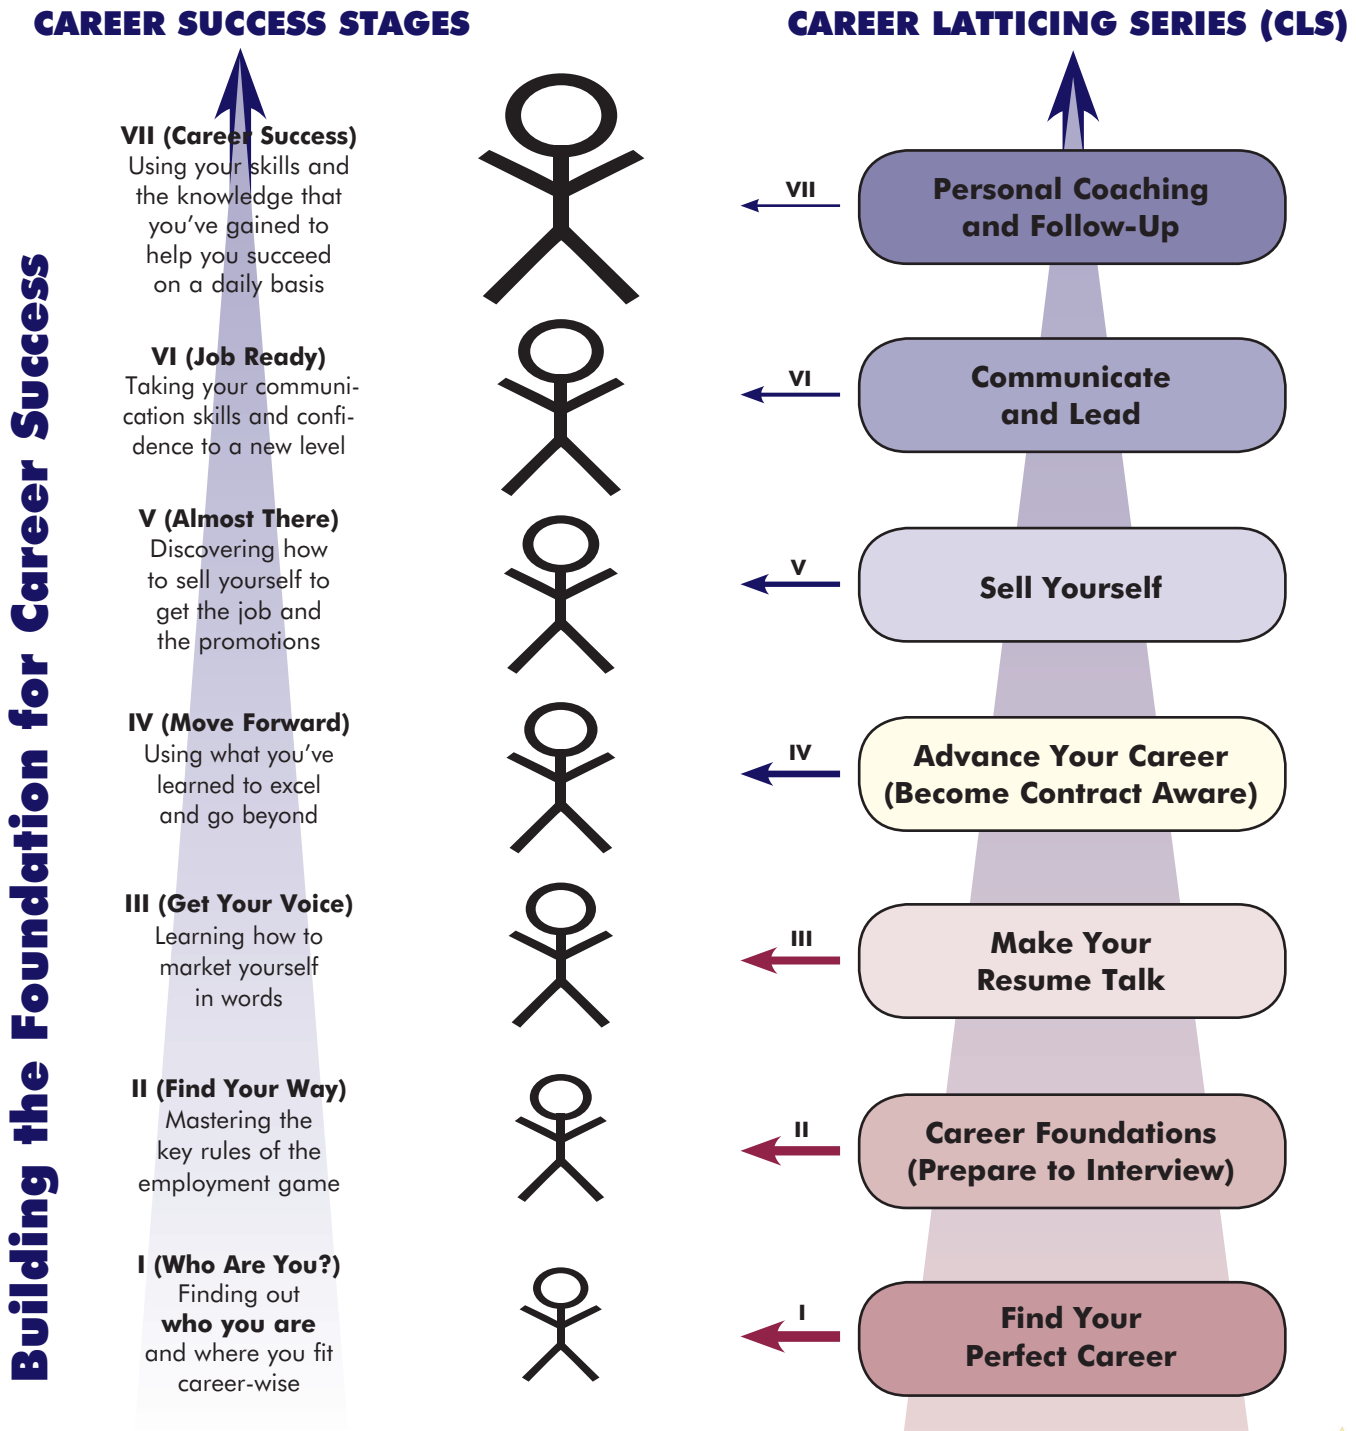 CAREER SUCCESS STAGES
CAREER LATTICING SERIES (CLS)
Building the Foundation for Career Success
VII (Career Success)
Using your skills and
the knowledge that
you've gained to
help you succeed
on a daily basis
VII
Personal Coaching
and Follow-Up
VI (Job Ready)
Taking your communi-
cation skills and confi-
dence to a new level
VI
Communicate
and Lead
V (Almost There)
Discovering how
to sell yourself to
get the job and
the promotions
V
Sell Yourself
IV (Move Forward)
Using what you've
learned to excel
and go beyond
IV
Advance Your Career
(Become Contract Aware)
III (Get Your Voice)
Learning how to
market yourself
in words
III
Make Your
Resume Talk
II (Find Your Way)
Mastering the
key rules of the
employment game
II
Career Foundations
(Prepare to Interview)
I (Who Are You?)
Finding out
who you are
and where you fit
career-wise
I
Find Your
Perfect Career